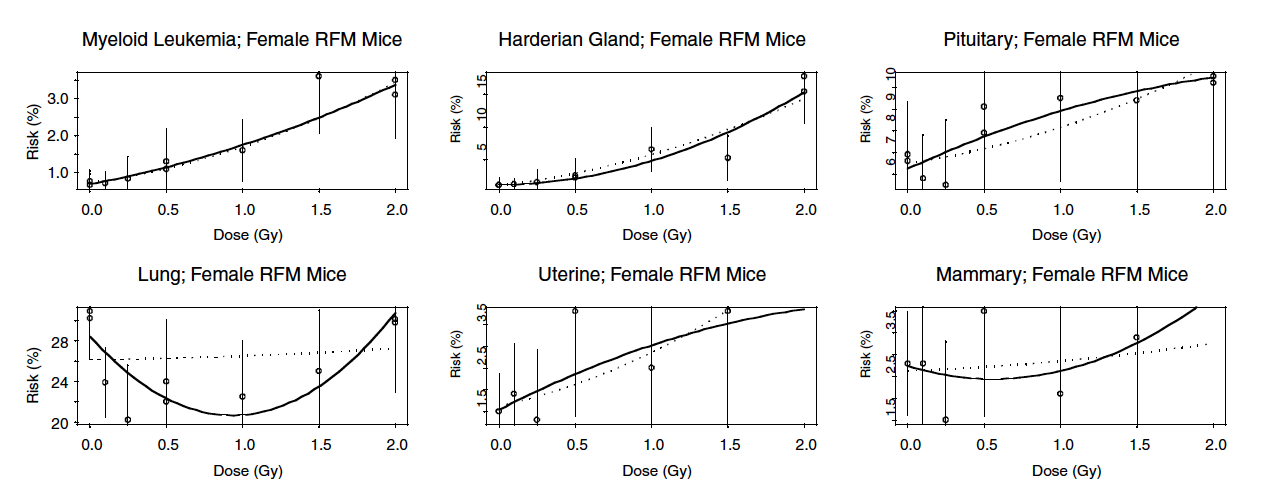 Myeloid Leukemia; Female RFM Mice
Risk (%)
3.0
2.0
1.0
0.0 0.5 1.0 1.5 2.0
Dose (Gy)
Harderian Gland; Female RFM Mice
Risk (%)
15
10
5
0.0 0.5 1.0 1.5 2.0
Dose (Gy)
Pituitary; Female RFM Mice
Risk (%)
10
9
8
7
6
0.0 0.5 1.0 1.5 2.0
Dose (Gy)
Lung; Female RFM Mice
Risk (%)
28
24
20
0.0 0.5 1.0 1.5 2.0
Dose (Gy)
Uterine; Female RFM Mice
Risk (%)
3.5
2.5
1.5
0.0 0.5 1.0 1.5 2.0
Dose (Gy)
Mammary; Female RFM Mice
Risk (%)
3.5
2.5
1.5
0.0 0.5 1.0 1.5 2.0
Dose (Gy)